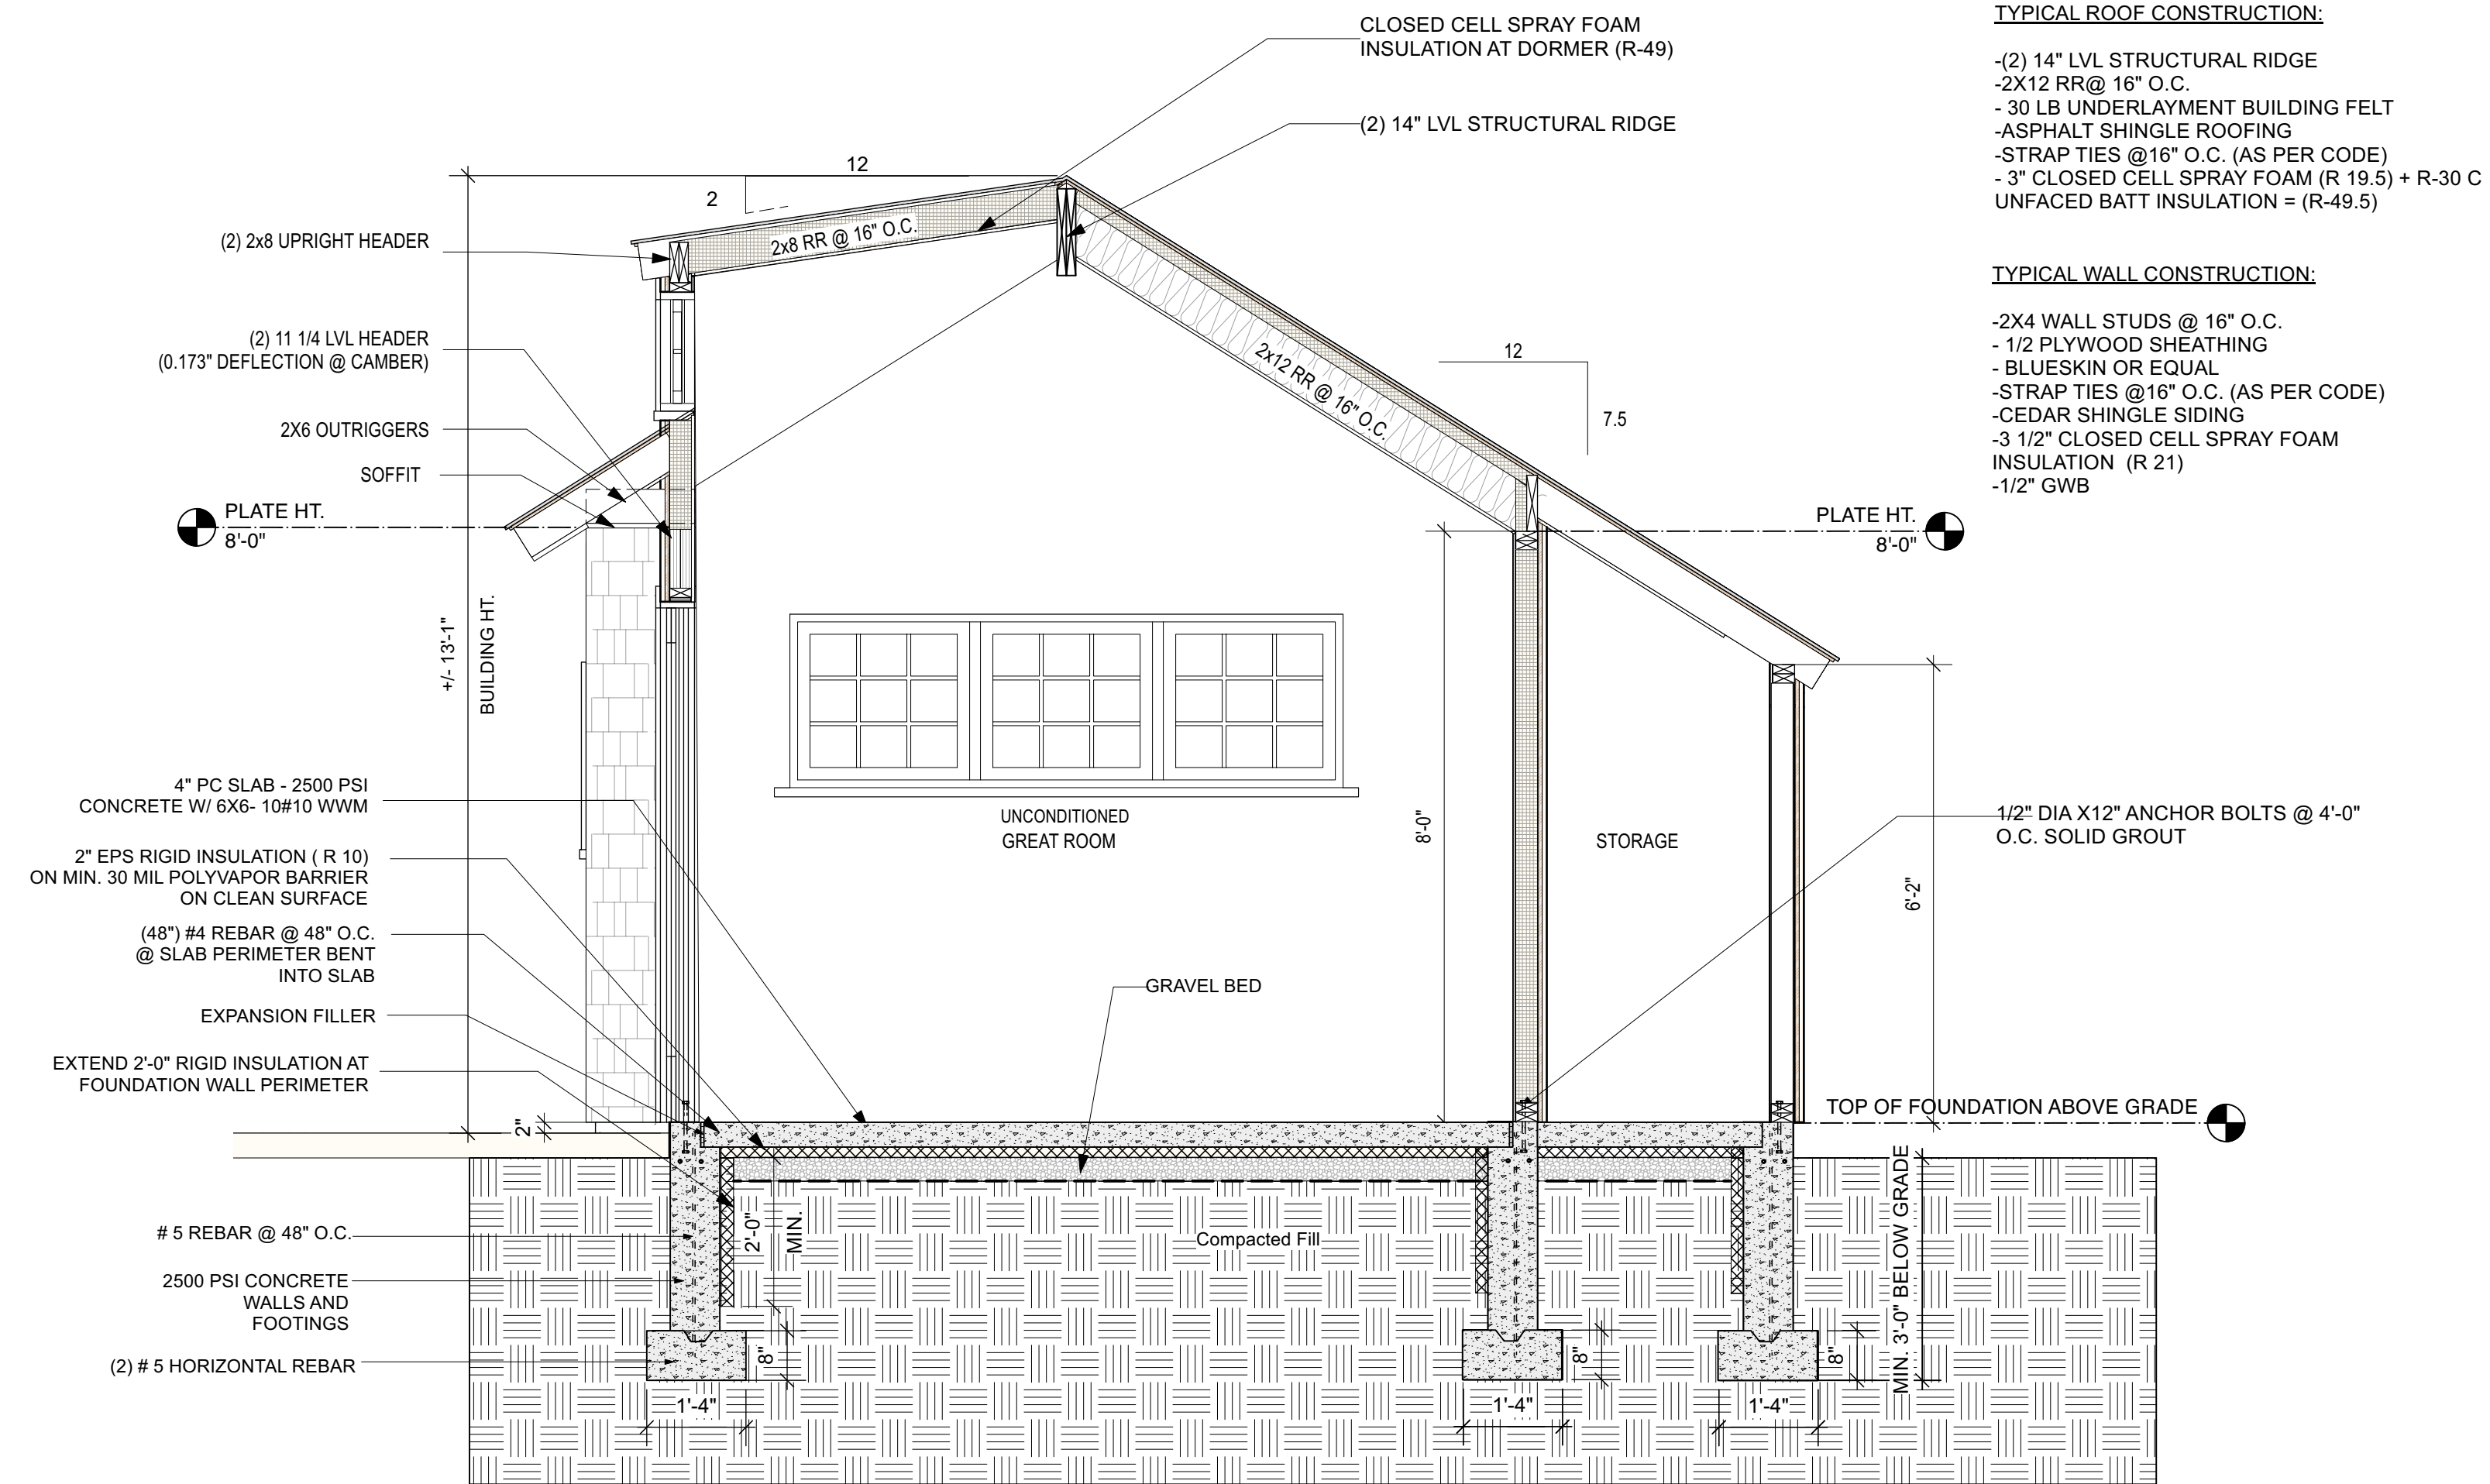 CLOSED CELL SPRAY FOAM
INSULATION AT DORMER (R-49)
(2) 14" LVL STRUCTURAL RIDGE
TYPICAL ROOF CONSTRUCTION:
-(2) 14" LVL STRUCTURAL RIDGE
-2X12 RR@ 16" O.C.
- 30 LB UNDERLAYMENT BUILDING FELT
-ASPHALT SHINGLE ROOFING
-STRAP TIES @16" O.C. (AS PER CODE)
- 3" CLOSED CELL SPRAY FOAM (R 19.5) + R-30 C
UNFACED BATT INSULATION = (R-49.5)
TYPICAL WALL CONSTRUCTION:
-2X4 WALL STUDS @ 16" O.C.
- 1/2 PLYWOOD SHEATHING
- BLUESKIN OR EQUAL
-STRAP TIES @16" O.C. (AS PER CODE)
-CEDAR SHINGLE SIDING
-3 1/2" CLOSED CELL SPRAY FOAM
INSULATION (R 21)
-1/2" GWB
12
2
2x8 RR @ 16" O.C.
2x12 RR @ 16" O.C.
12
7.5
(2) 2x8 UPRIGHT HEADER
(2) 11 1/4 LVL HEADER
(0.173" DEFLECTION @ CAMBER)
2X6 OUTRIGGERS
SOFFIT
PLATE HT.
8'-0"
PLATE HT.
8'-0"
+/- 13'-1"
BUILDING HT.
UNCONDITIONED
GREAT ROOM
8'-0"
STORAGE
6'-2"
1/2" DIA X12" ANCHOR BOLTS @ 4'-0"
O.C. SOLID GROUT
4" PC SLAB - 2500 PSI
CONCRETE W/ 6X6- 10#10 WWM
2" EPS RIGID INSULATION ( R 10)
ON MIN. 30 MIL POLYVAPOR BARRIER
ON CLEAN SURFACE
(48") #4 REBAR @ 48" O.C.
@ SLAB PERIMETER BENT
INTO SLAB
EXPANSION FILLER
EXTEND 2'-0" RIGID INSULATION AT
FOUNDATION WALL PERIMETER
GRAVEL BED
2"
TOP OF FOUNDATION ABOVE GRADE
2'-0"
MIN.
Compacted Fill
MIN. 3'-0" BELOW GRADE
# 5 REBAR @ 48" O.C.
2500 PSI CONCRETE
WALLS AND
FOOTINGS
(2) # 5 HORIZONTAL REBAR
8"
8"
8"
1'-4"
1'-4"
1'-4"